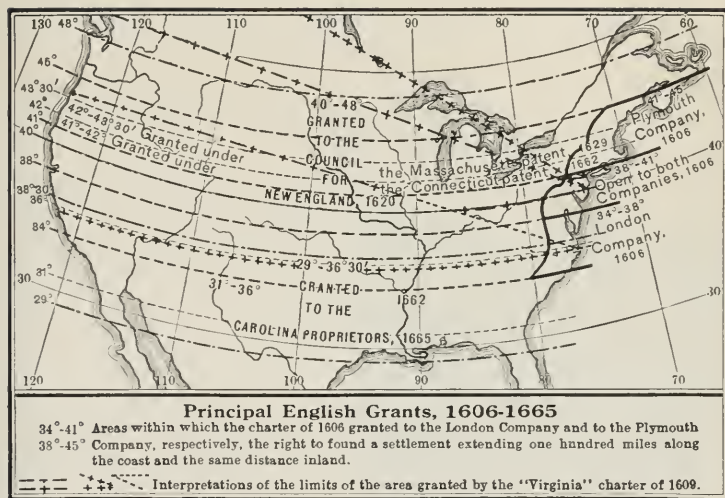 130 120 110 100 90 80 70 60
48°
45°
43°30'
42°
41°
40°
38°
36°30'
36°
34°
31°
30
29°
40-48
GRANTED
TO THE
COUNCIL
FOR
NEW ENGLAND, 1620
42°-43°30' Granted under
the Massachusetts patent 1629
41°-42° Granted under
the Connecticut patent 1662
41°-45°
Plymouth
Company,
1606
40°
38°-41°
Open to both
Companies, 1606
34°-38°
London
Company,
1606
29°-36°30'
31°-36°
GRANTED
TO THE
CAROLINA PROPRIETORS, 1665
1662
30°
120 110 100 90 80 70
Principal English Grants, 1606-1665
34°-41° Areas within which the charter of 1606 granted to the London Company and to the Plymouth
38°-45° Company, respectively, the right to found a settlement extending one hundred miles along
the coast and the same distance inland.
Interpretations of the limits of the area granted by the "Virginia" charter of 1609.